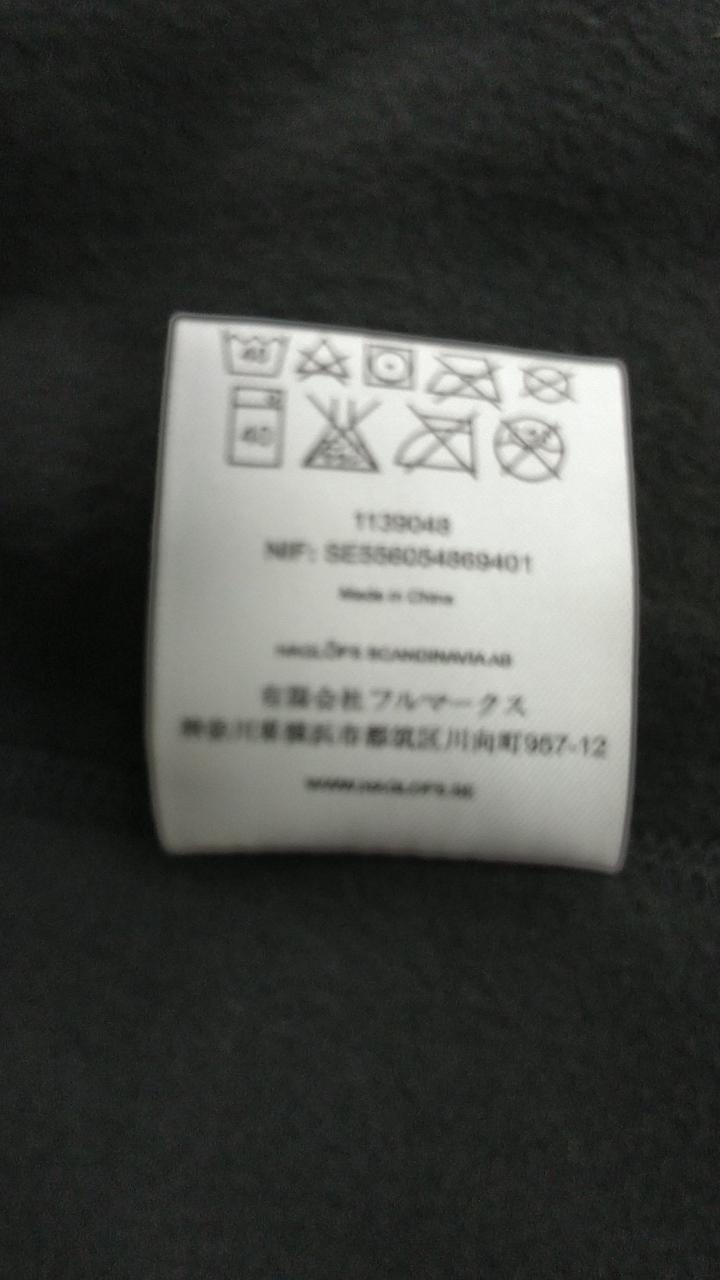 40
40
1139048
NIF: SE556054869401
Made in China
HAGLÖFS SCANDINAVIA AB
有限会社フルマークス
神奈川県横浜市都筑区川向町957-12
WWW.HAGLOFS.SE